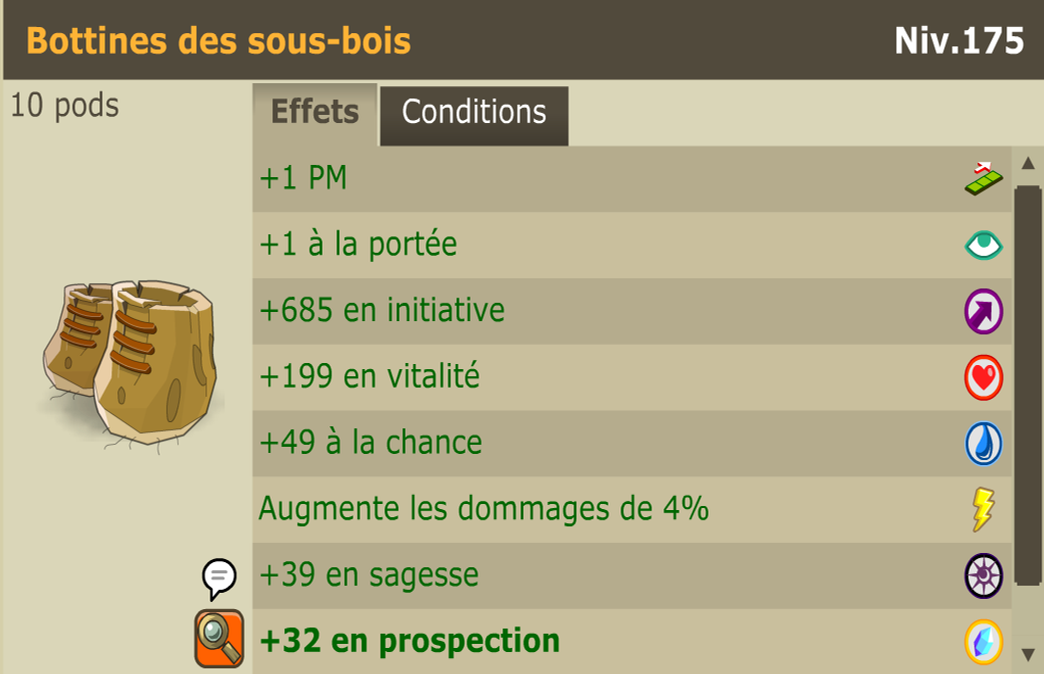 Bottines des sous-bois
Niv.175
10 pods
Effets
Conditions
+1 PM
+1 à la portée
+685 en initiative
+199 en vitalité
+49 à la chance
Augmente les dommages de 4%
+39 en sagesse
+32 en prospection